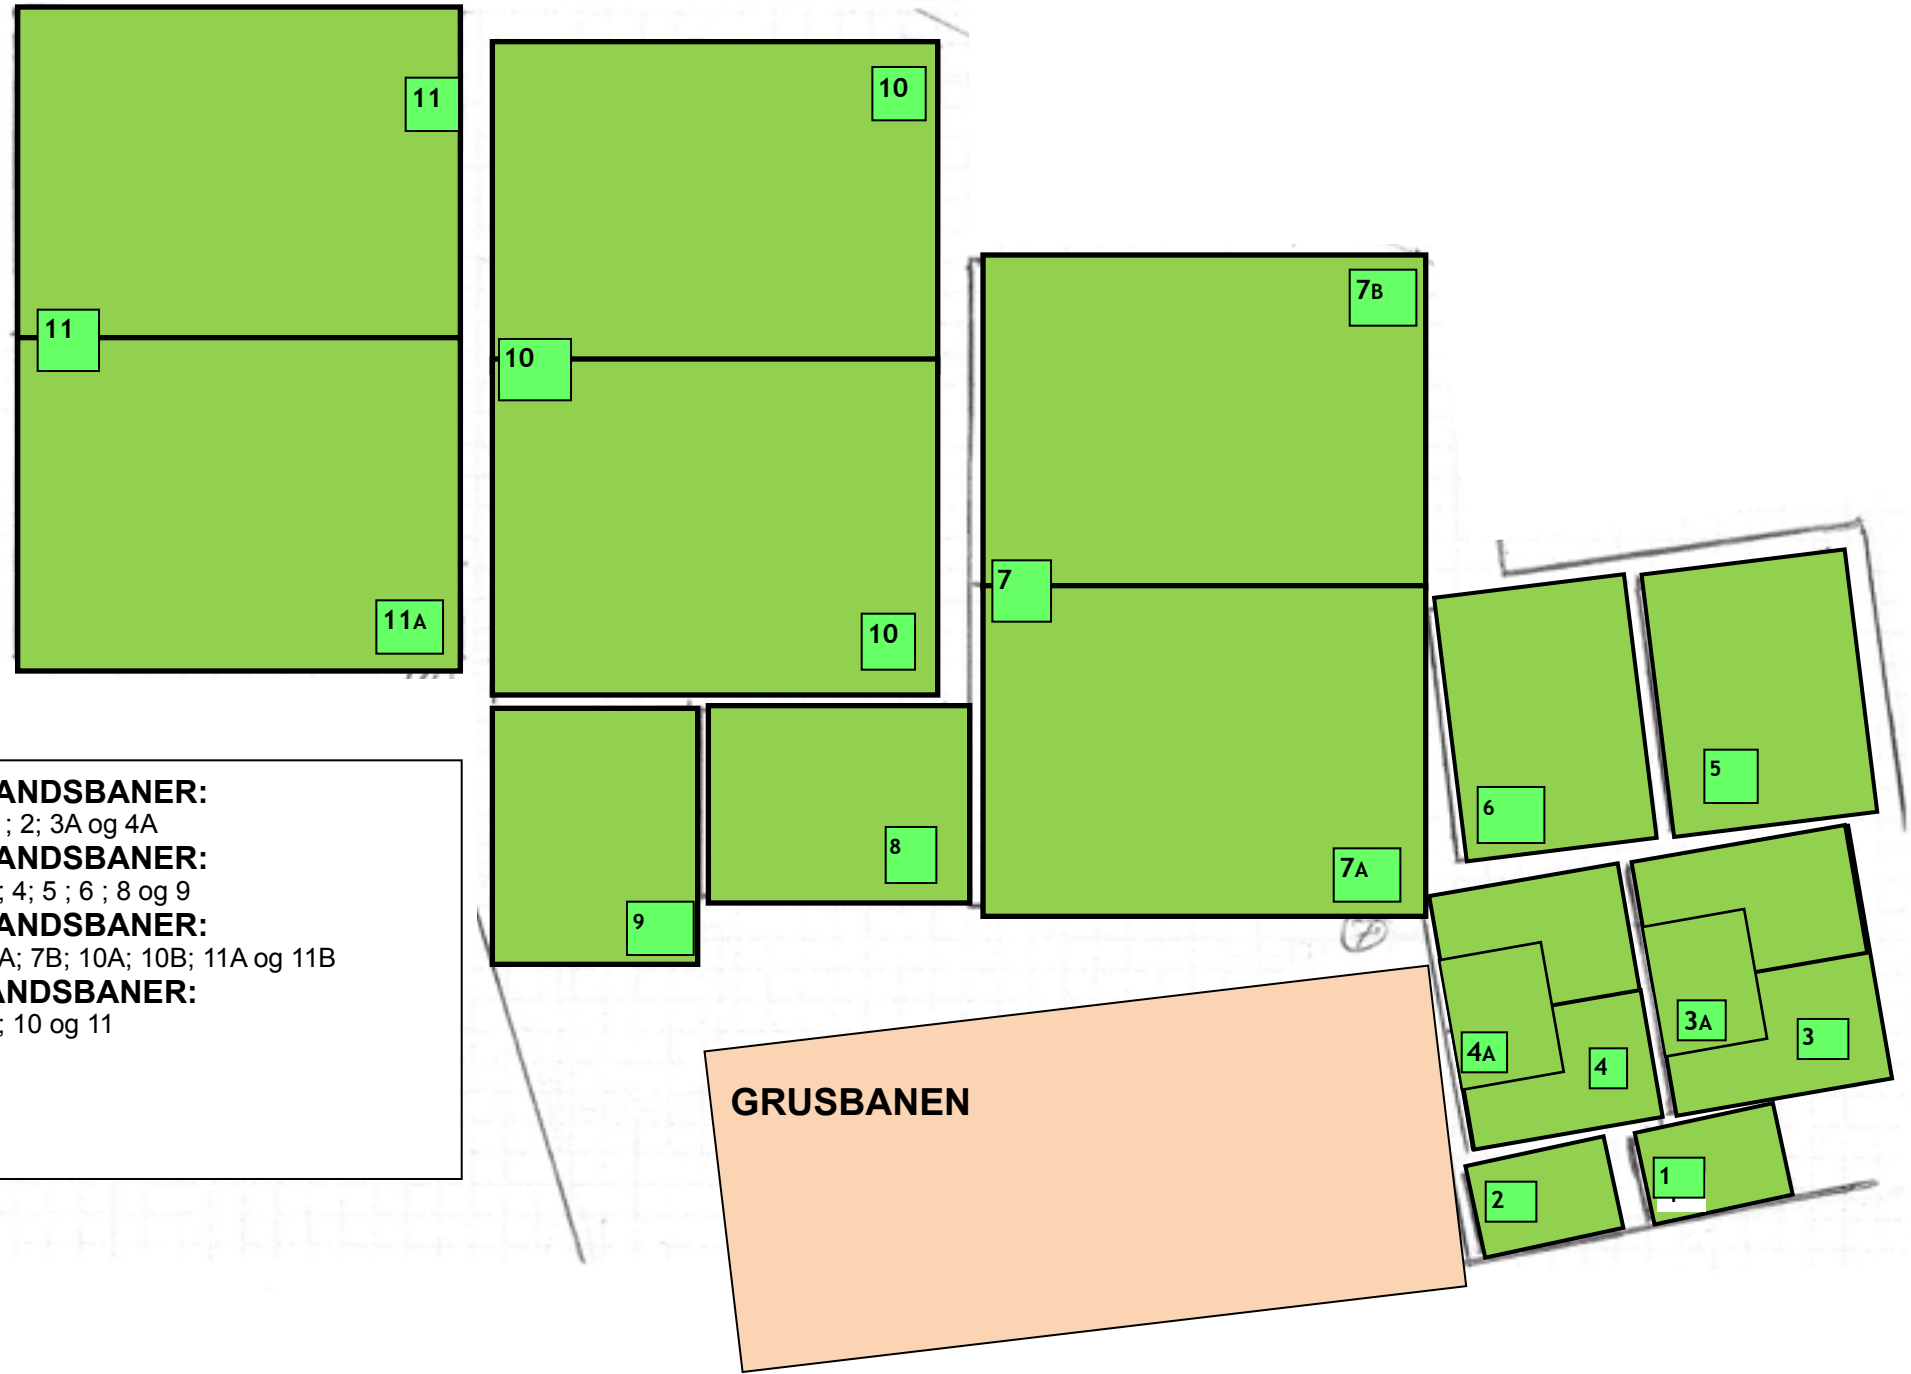 11
10
11
10
7B
7
11A
10
6
5
8
7A
9
ANDSBANER:
; 2; 3A og 4A
ANDSBANER:
; 4; 5 ; 6 ; 8 og 9
ANDSBANER:
A; 7B; 10A; 10B; 11A og 11B
ANDSBANER:
; 10 og 11
7
GRUSBANEN
4A
4
3A
3
2
1